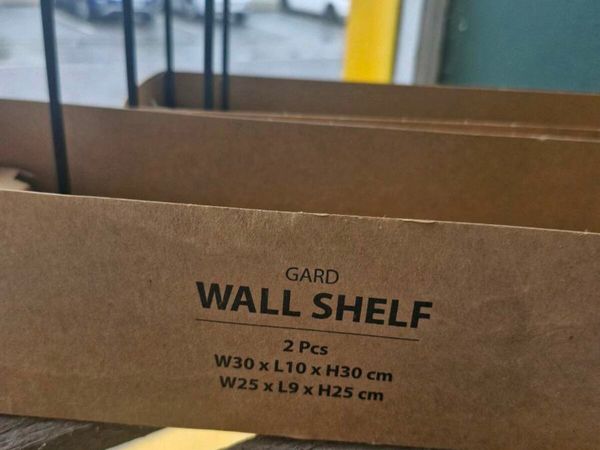 GARD
WALL SHELF
2 Pcs
W30 x L10 x H30 cm
W25 x L9 x H25 cm